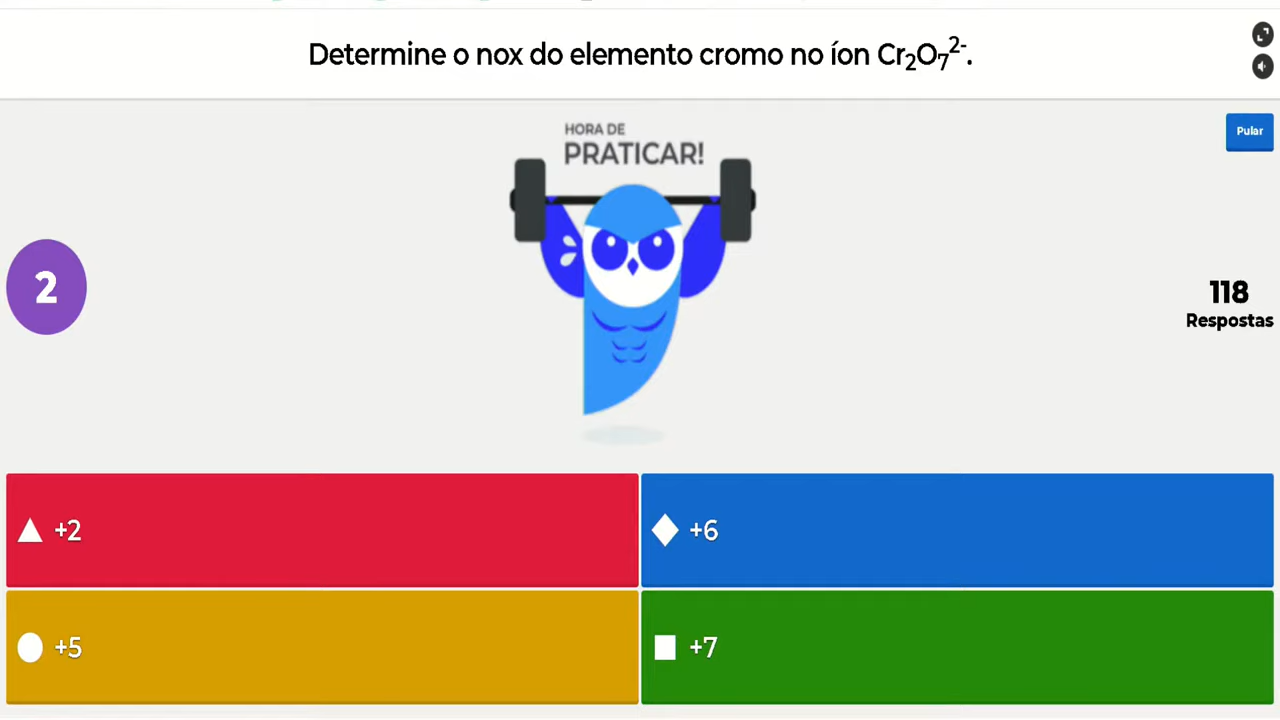 Determine o nox do elemento cromo no íon Cr₂O₇²⁻.
HORA DE
PRATICAR!
Pular
2
118
Respostas
+2
+6
+5
+7